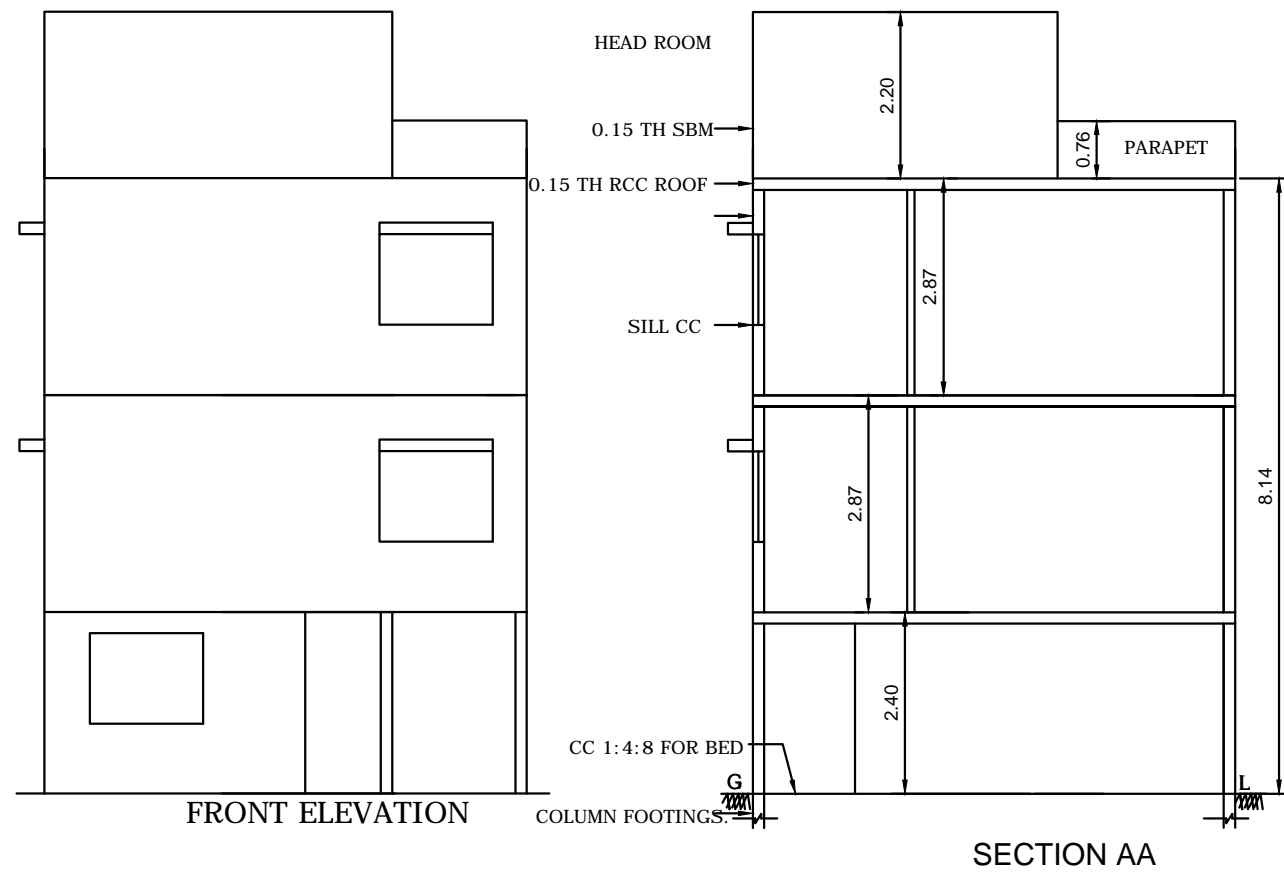 HEAD ROOM
2.20
0.15 TH SBM
0.76
PARAPET
0.15 TH RCC ROOF
2.87
SILL CC
2.87
8.14
2.40
CC 1:4:8 FOR BED
G
L
FRONT ELEVATION
COLUMN FOOTINGS.
SECTION AA